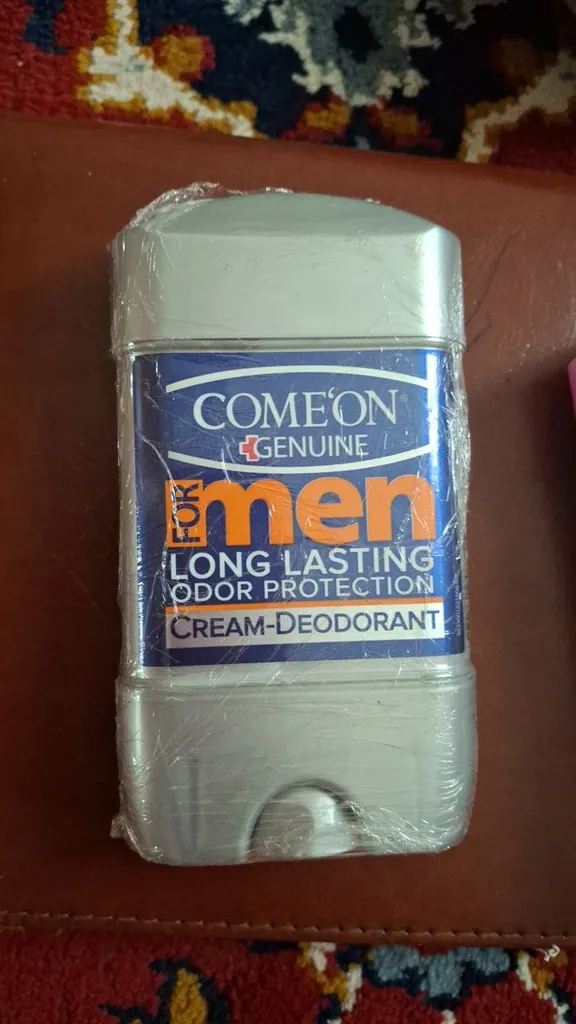 COME'ON®
GENUINE
FOR men
LONG LASTING
ODOR PROTECTION
CREAM-DEODORANT